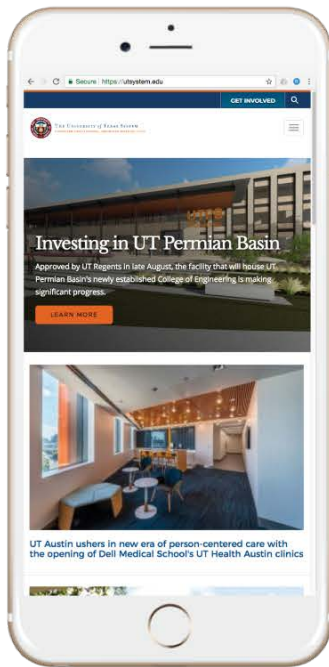 Secure https://utsystem.edu
GET INVOLVED
THE UNIVERSITY of TEXAS SYSTEM
Investing in UT Permian Basin
Approved by UT Regents in late August, the facility that will house UT
Permian Basin's newly established College of Engineering is making
significant progress.
LEARN MORE
UT Austin ushers in new era of person-centered care with
the opening of Dell Medical School's UT Health Austin clinics